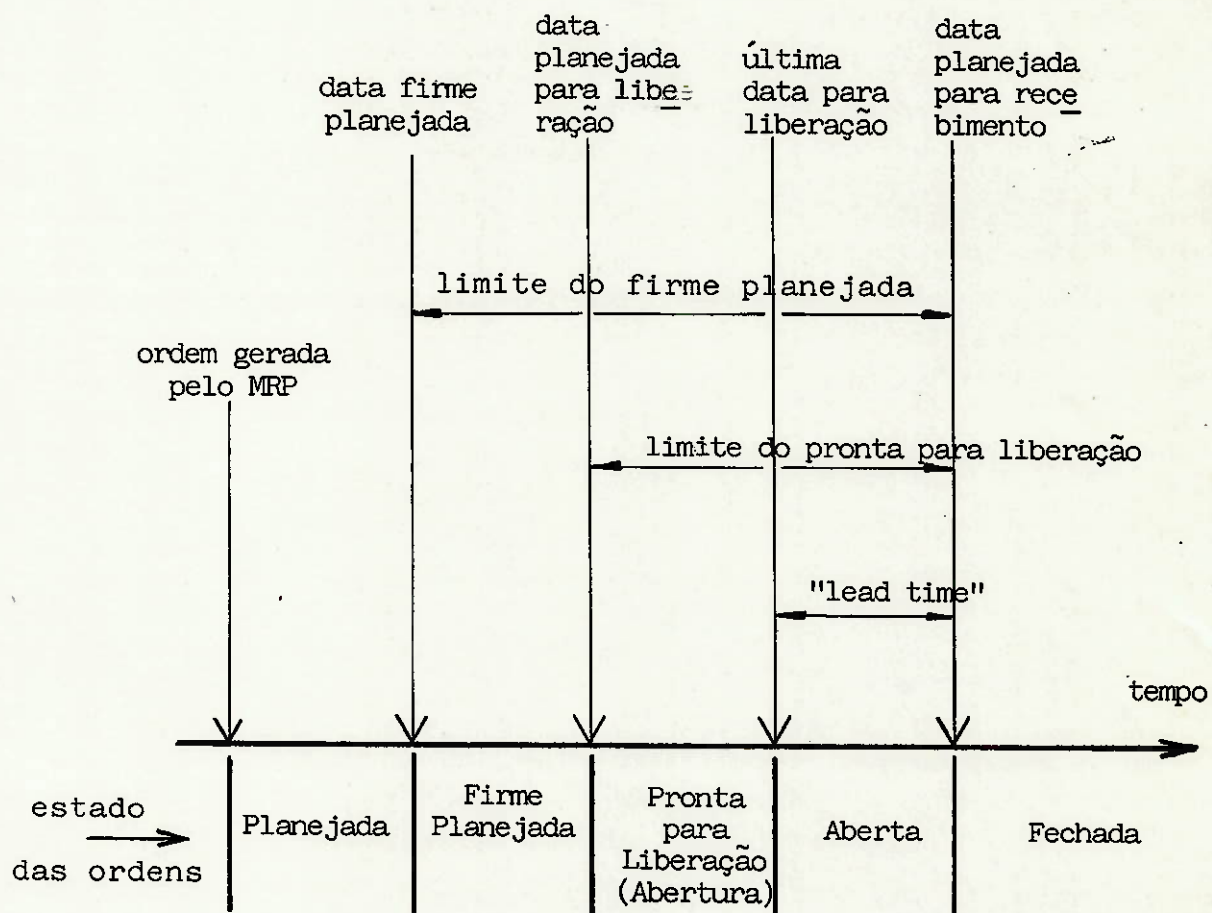 data
planejada
para libe
ração
data firme
planejada
última
data para
liberação
data
planejada
para rece
bimento
limite do firme planejada
ordem gerada
pelo MRP
limite do pronta para liberação
"lead time"
tempo
estado
das ordens
Planejada
Firme
Planejada
Pronta
para
Liberação
(Abertura)
Aberta
Fechada